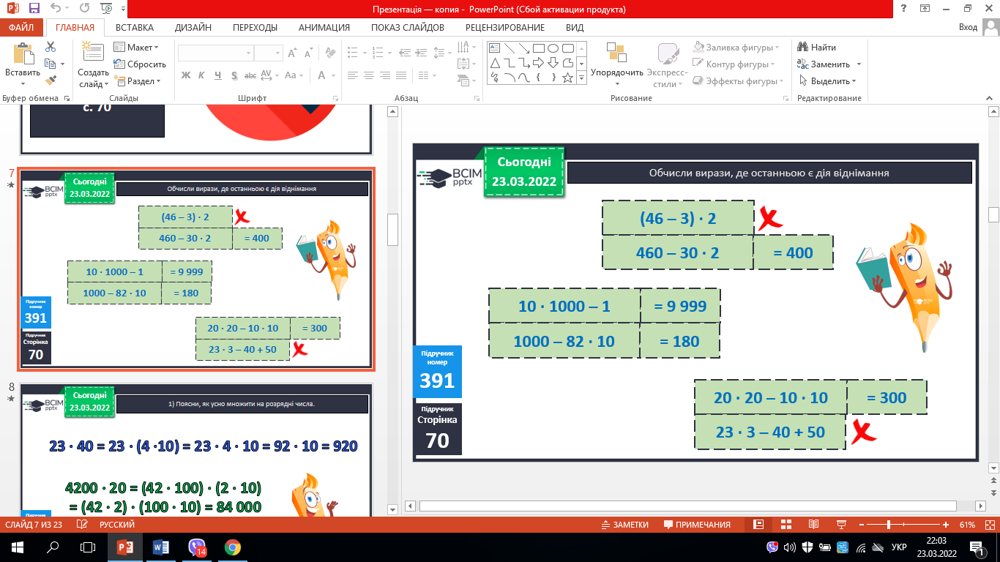 Презентація — копия - PowerPoint (Сбой активации продукта)
ФАЙЛ ГЛАВНАЯ ВСТАВКА ДИЗАЙН ПЕРЕХОДЫ АНИМАЦИЯ ПОКАЗ СЛАЙДОВ РЕЦЕНЗИРОВАНИЕ ВИД Вход
Вставить
Буфер обмена
Создать слайд
Макет
Сбросить
Раздел
Слайды
Ж К Ч S abc AV Aa A
Шрифт
Абзац
Упорядочить
Экспресс-стили
Заливка фигуры
Контур фигуры
Эффекты фигуры
Рисование
Найти
Заменить
Выделить
Редактирование
с. 70
7
Сьогодні
23.03.2022
ВСІМ
pptx
Обчисли вирази, де останньою є дія віднімання
(46 – 3) · 2
460 – 30 · 2 = 400
10 · 1000 – 1 = 9 999
1000 – 82 · 10 = 180
20 · 20 – 10 · 10 = 300
23 · 3 – 40 + 50
Підручник
номер
391
Підручник
Сторінка
70
8
Сьогодні
23.03.2022
ВСІМ
pptx
1) Поясни, як усно множити на розрядні числа.
23 · 40 = 23 · (4 ·10) = 23 · 4 · 10 = 92 · 10 = 920
4200 · 20 = (42 · 100) · (2 · 10)
= (42 · 2) · (100 · 10) = 84 000
Сьогодні
23.03.2022
ВСІМ
pptx
Обчисли вирази, де останньою є дія віднімання
(46 – 3) · 2
460 – 30 · 2 = 400
10 · 1000 – 1 = 9 999
1000 – 82 · 10 = 180
20 · 20 – 10 · 10 = 300
23 · 3 – 40 + 50
Підручник
номер
391
Підручник
Сторінка
70
СЛАЙД 7 ИЗ 23 РУССКИЙ ЗАМЕТКИ ПРИМЕЧАНИЯ 61%
14
УКР
22:03
23.03.2022
1